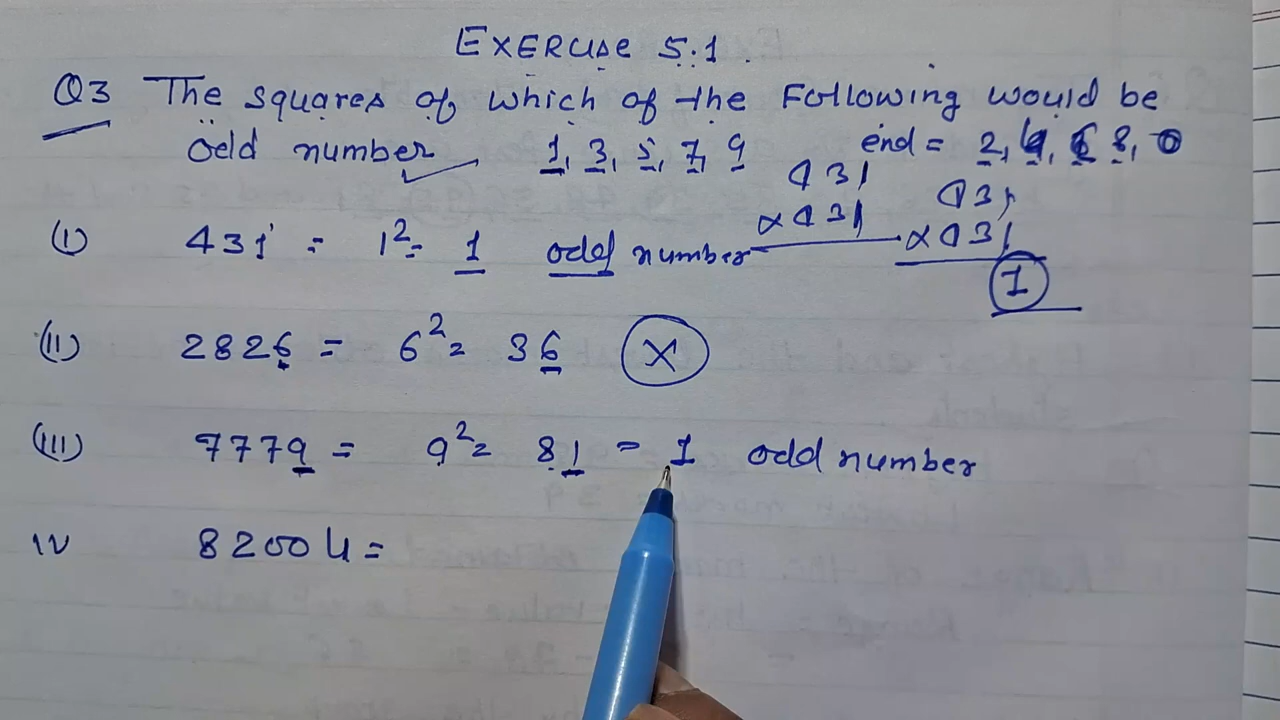 EXERCISE 5.1.
Q3 The squares of which of the Following would be
odd number 1, 3, 5, 7, 9 end = 2, 4, 6, 8, 0
431 431
(i) 431 = 1² = 1 odd number ×431 ×431
1
(ii) 2826 = 6² = 36 ×
(iii) 7779 = 9² = 81 = 1 odd number
iv 82004 =